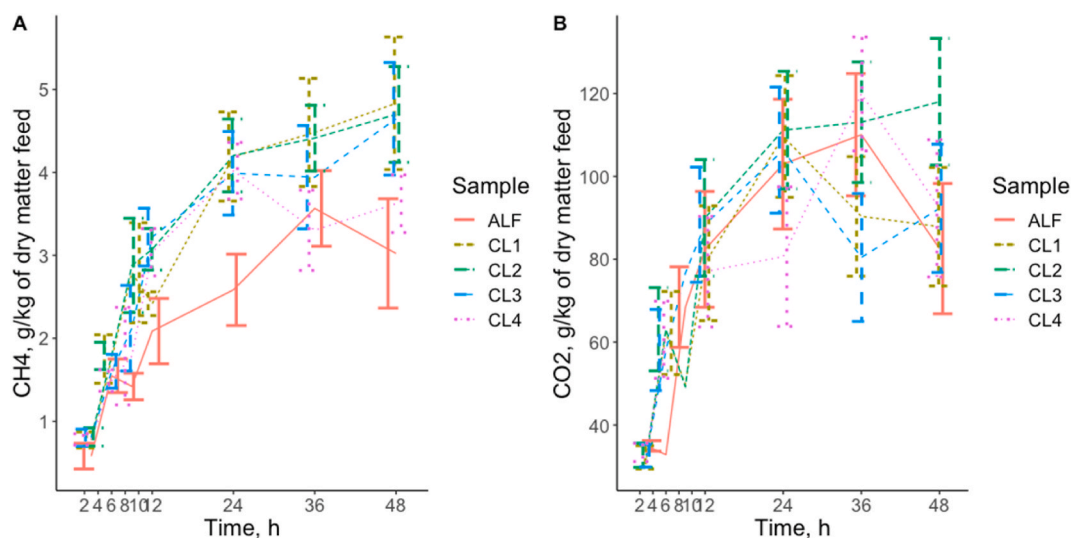 A
CH4, g/kg of dry matter feed
5
4
3
2
1
2 4 6 8 10 12 24 36 48
Time, h
Sample
ALF
CL1
CL2
CL3
CL4
B
CO2, g/kg of dry matter feed
120
100
80
60
40
2 4 6 8 10 12 24 36 48
Time, h
Sample
ALF
CL1
CL2
CL3
CL4